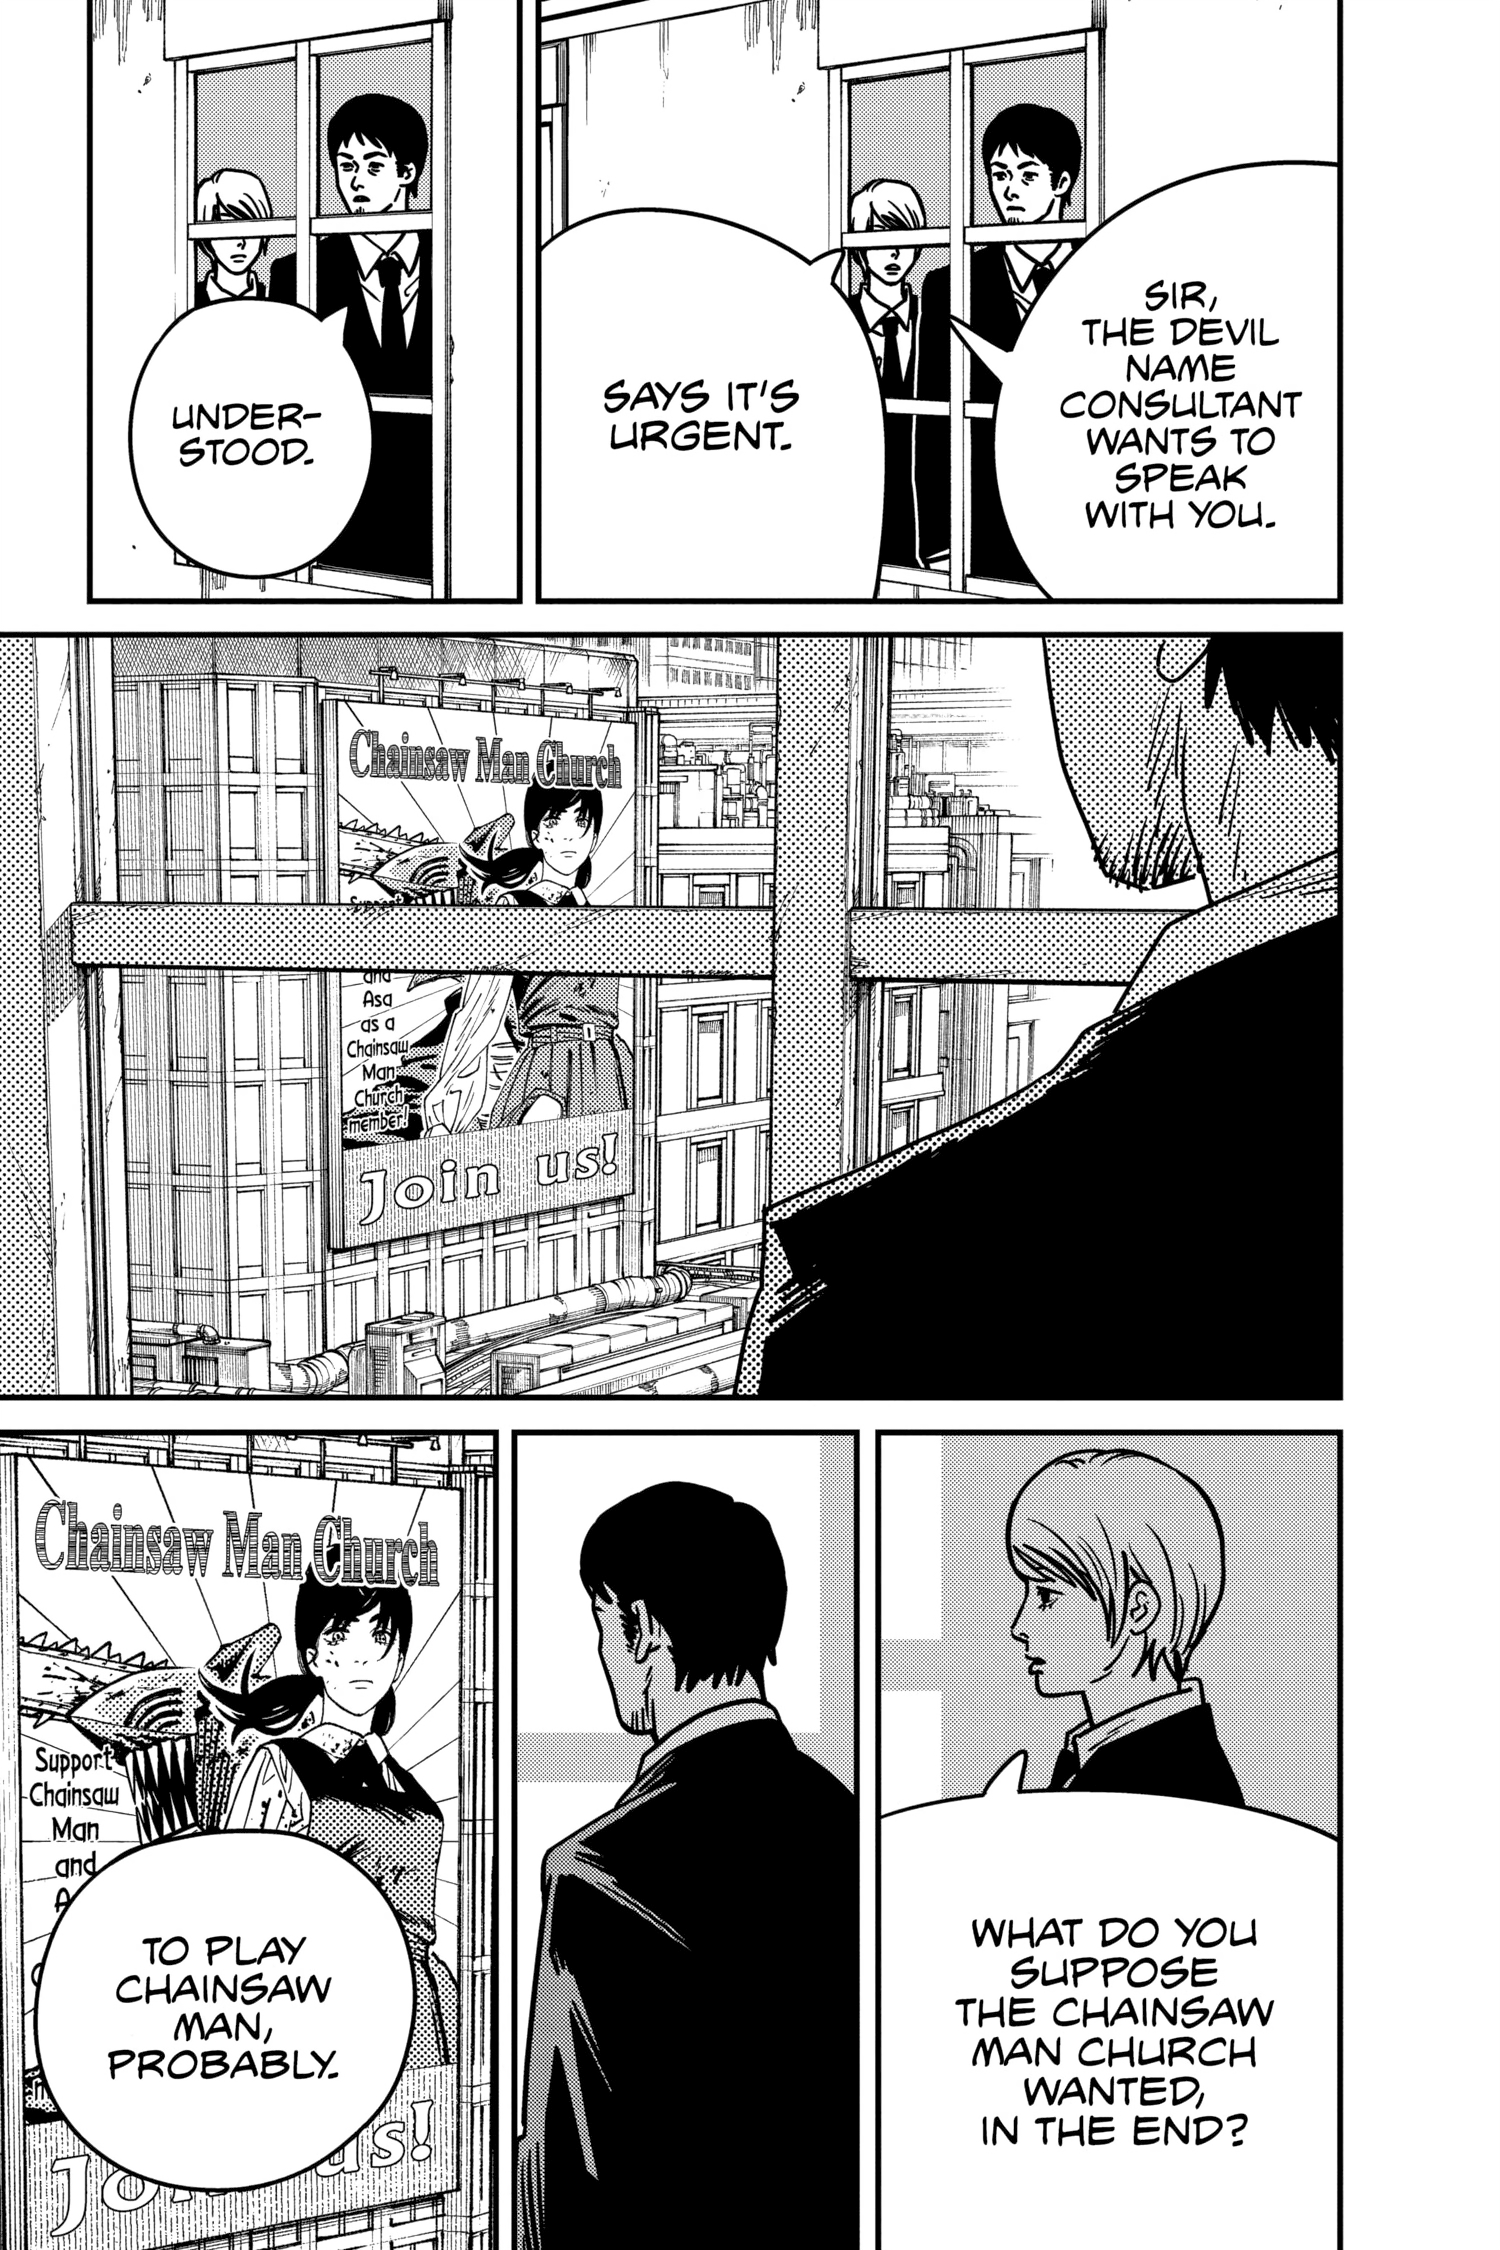 SIR,
THE DEVIL
NAME
CONSULTANT
WANTS TO
SPEAK
WITH YOU.
SAYS IT'S
URGENT.
UNDER-
STOOD.
Chainsaw Man Church
Support
and
Asa
as a
Chainsaw
Man
Church
member!
Join us!
WHAT DO YOU
SUPPOSE
THE CHAINSAW
MAN CHURCH
WANTED,
IN THE END?
Chainsaw Man Church
Support
Chainsaw
Man
and
TO PLAY
CHAINSAW
MAN,
PROBABLY.
us!